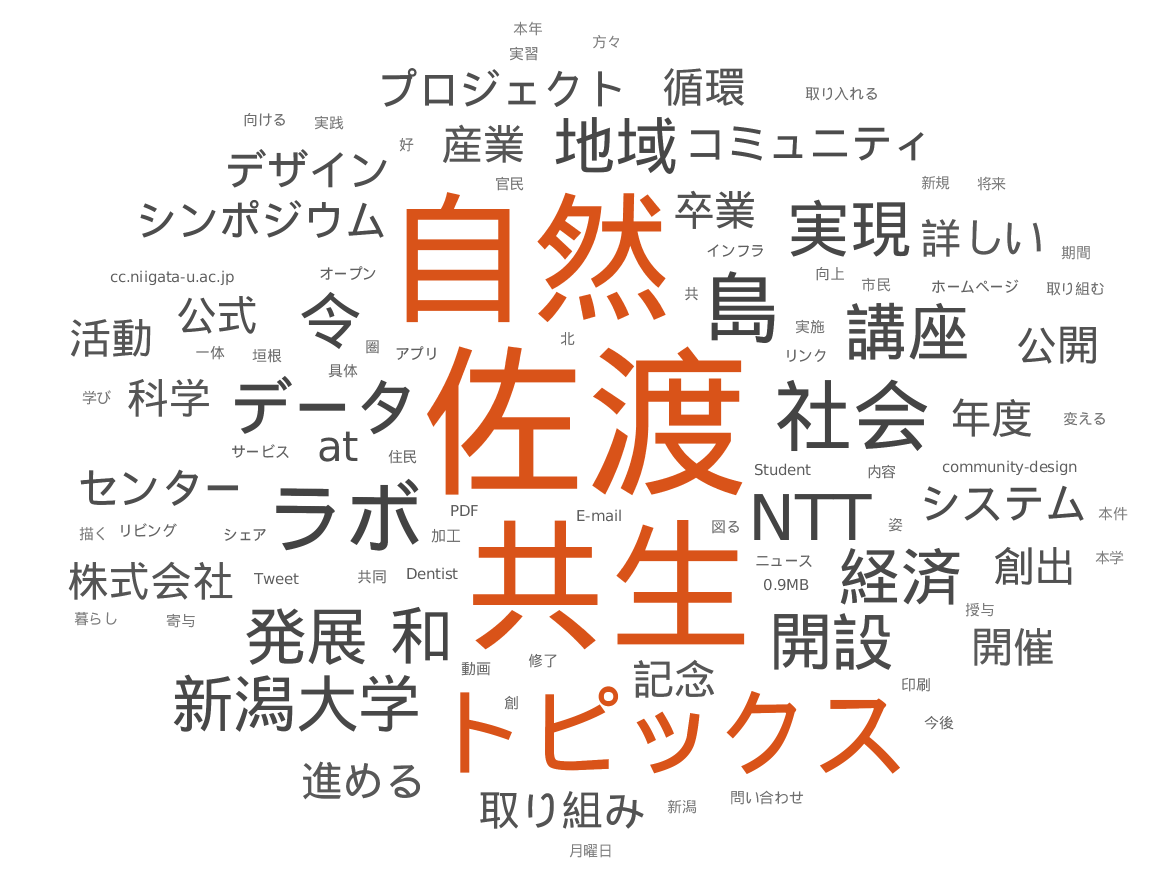 本年
実習
方々
プロジェクト 循環
取り入れる
向ける 実践
好 産業 地域 コミュニティ
デザイン
官民
新規 将来
シンポジウム
自然
卒業
実現 詳しい
インフラ
期間
cc.niigata-u.ac.jp
オープン
共
島
向上
市民
ホームページ
取り組む
活動
公式
令
一体
垣根
圏
アプリ
北
実施
リンク
講座
公開
具体
学び
科学
データ
佐渡
社会
年度
変える
at
サービス
住民
Student
内容
community-design
センター
ラボ
PDF
E-mail
図る
NTT
姿
システム
本件
描く
リビング
シェア
加工
共生
ニュース
0.9MB
経済
創出
本学
株式会社
Tweet
共同
Dentist
暮らし
寄与
発展
和
開設
授与
開催
動画
修了
記念
新潟大学
創
トピックス
印刷
今後
進める
取り組み
新潟
問い合わせ
月曜日